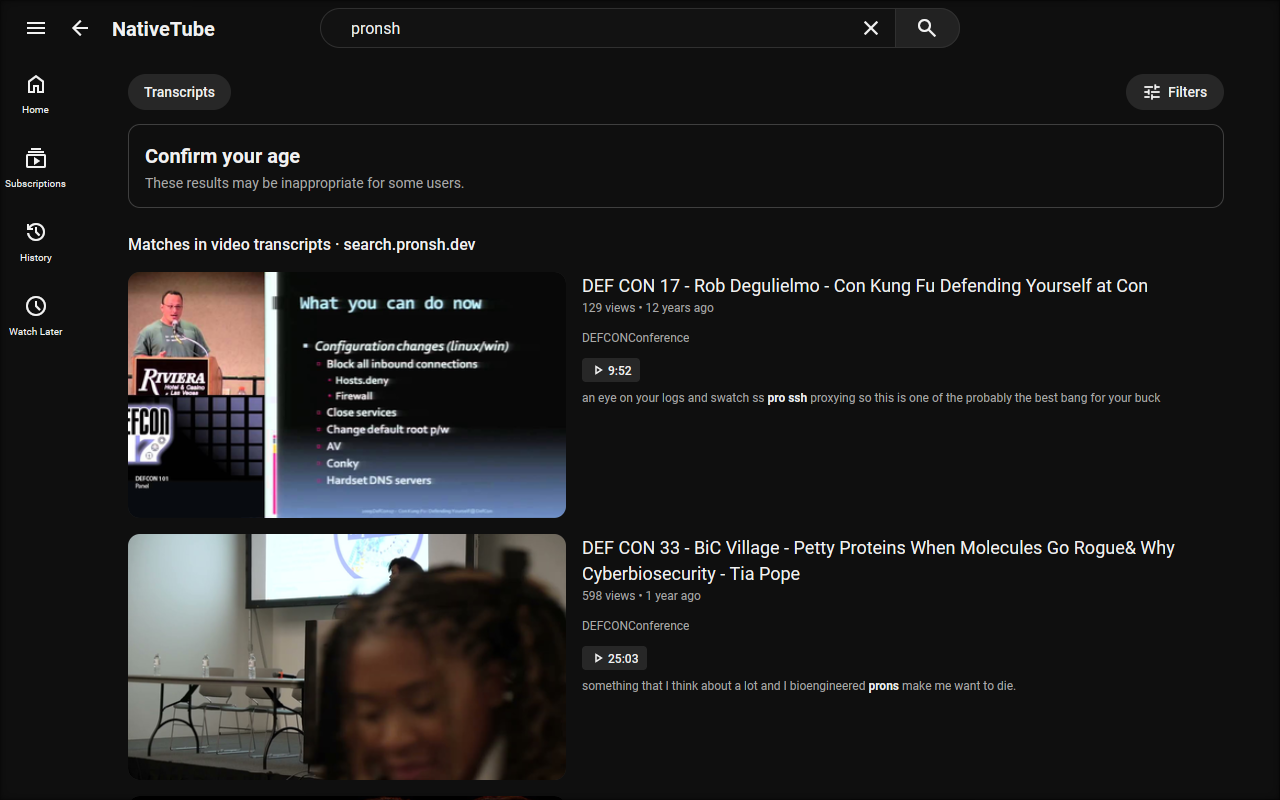 NativeTube
pronsh
Home
Subscriptions
History
Watch Later
Transcripts
Filters
Confirm your age
These results may be inappropriate for some users.
Matches in video transcripts · search.pronsh.dev
What you can do now
Configuration changes (linux/win)
Block all inbound connections
Hosts.deny
Firewall
Close services
Change default root p/w
AV
Conky
Hardset DNS servers
RIVIERA
Hotel & Casino
Las Vegas
EFCON
DEFCON 101
Panel
DEF CON 17 - Rob Degulielmo - Con Kung Fu Defending Yourself at Con
129 views • 12 years ago
DEFCONConference
9:52
an eye on your logs and swatch ss pro ssh proxying so this is one of the probably the best bang for your buck
DEF CON 33 - BiC Village - Petty Proteins When Molecules Go Rogue& Why
Cyberbiosecurity - Tia Pope
598 views • 1 year ago
DEFCONConference
25:03
something that I think about a lot and I bioengineered prons make me want to die.